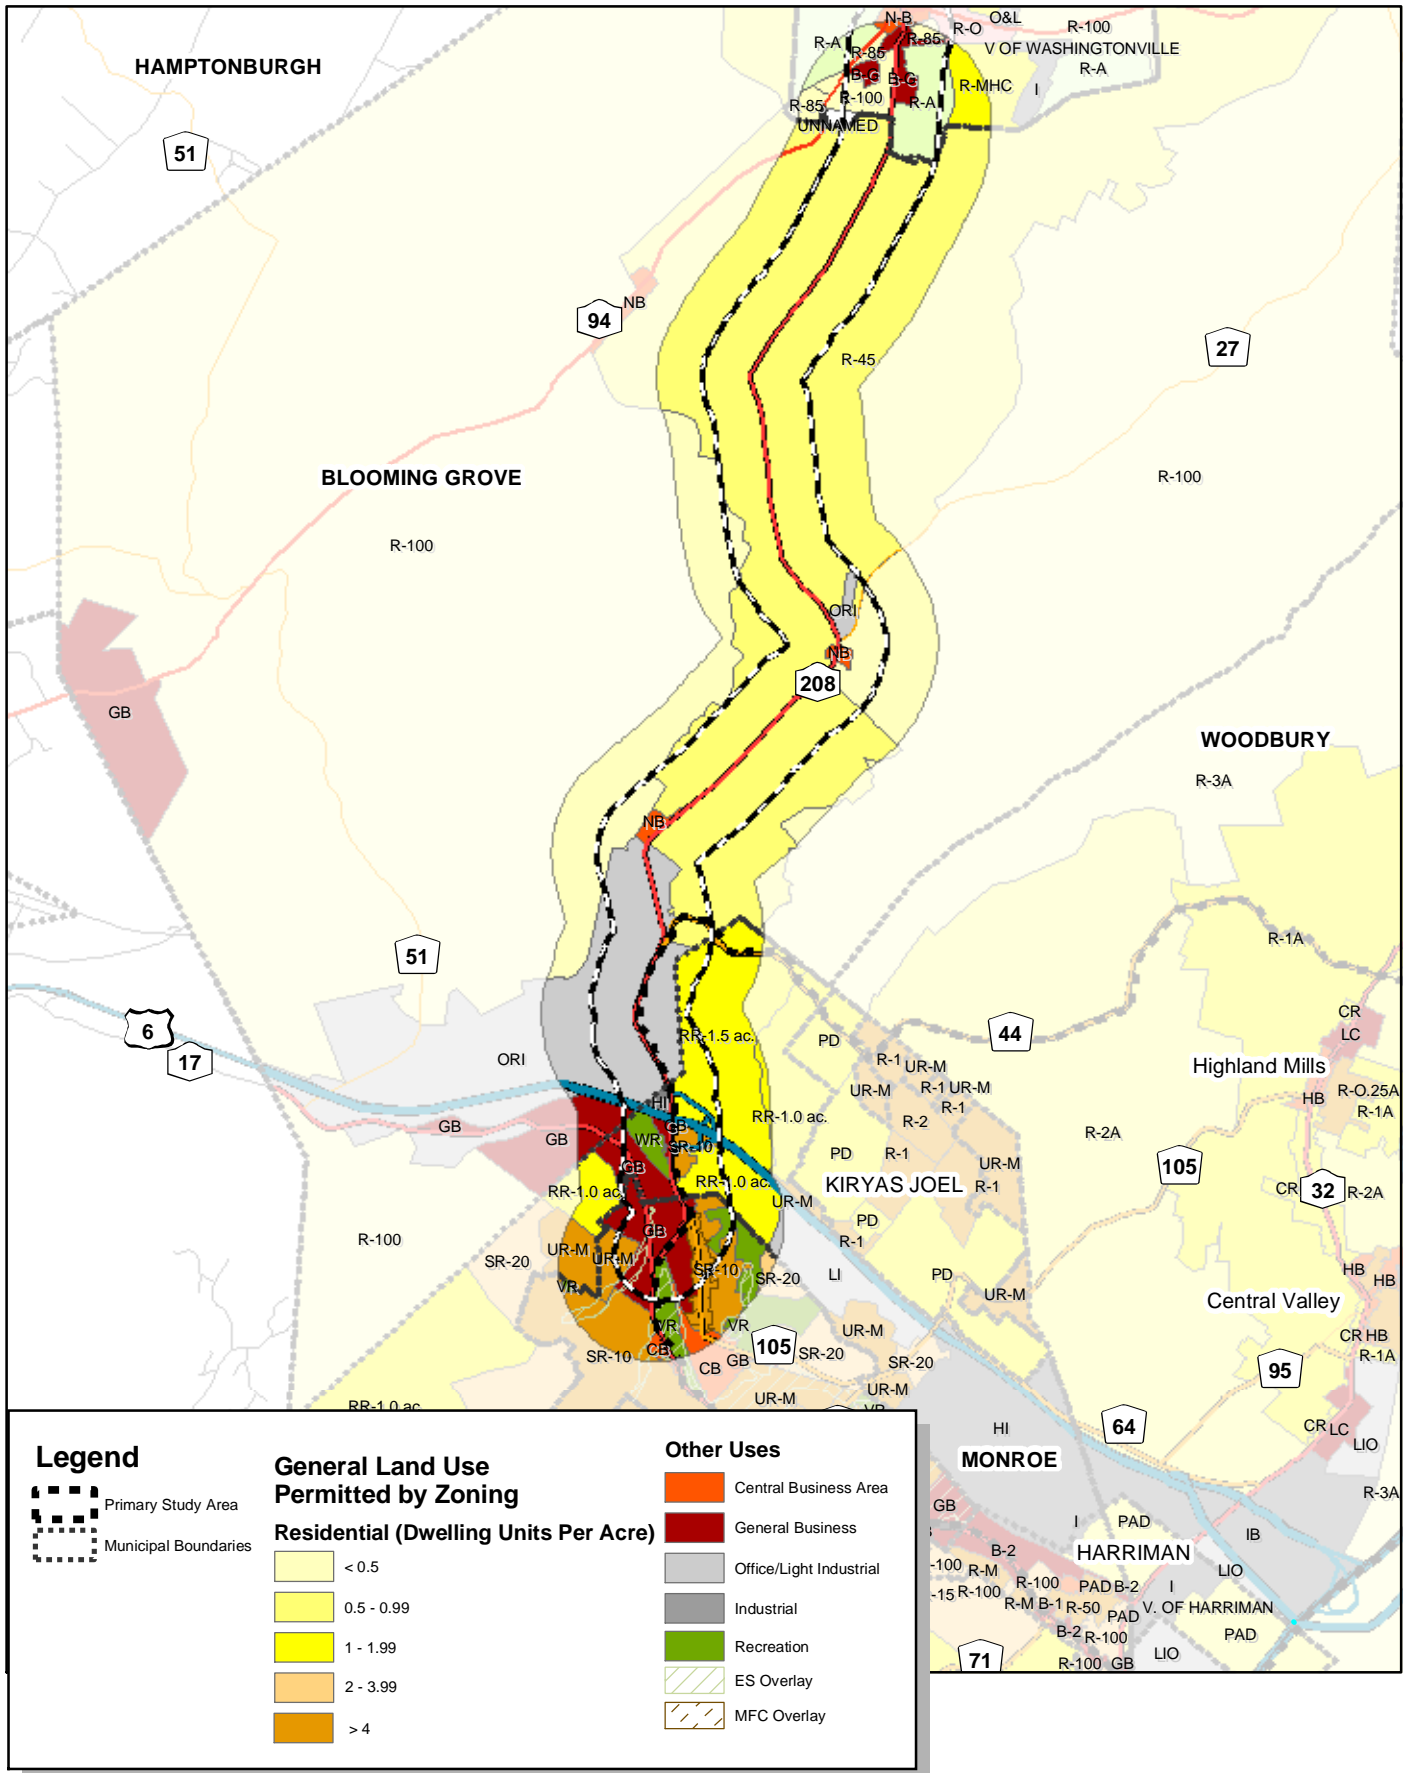 N-B
O&L
R-O
R-100
HAMPTONBURGH
R-A
R-85
R-85
V OF WASHINGTONVILLE
R-A
B-G
B-G
R-MHC
I
R-85
R-100
R-A
UNNAMED
51
NB
94
27
R-45
BLOOMING GROVE
R-100
R-100
ORI
NB
208
GB
WOODBURY
R-3A
NB
R-1A
51
CR
LC
6
17
44
RR-1.5 ac.
PD
ORI
R-1
UR-M
Highland Mills
UR-M
R-1
UR-M
R-O.25A
HI
HB
R-1
R-1A
RR-1.0 ac.
R-2
GB
GB
GB
WR
SR-10
R-2A
PD
R-1
UR-M
105
GB
RR-1.0 ac.
KIRYAS JOEL
R-1
CR
32
R-2A
RR-1.0 ac.
UR-M
PD
R-100
GB
R-1
UR-M
UR-M
SR-20
SR-10
SR-20
LI
PD
HB
HB
VR
UR-M
Central Valley
VR
VR
UR-M
CR
HB
SR-10
CB
105
SR-20
R-1A
CB
GB
SR-20
95
UR-M
UR-M
RR-1.0 ac.
VR
HI
64
CR
LC
LIO
MONROE
R-3A
GB
I
PAD
IB
B-2
HARRIMAN
-100
R-M
LIO
R-100
PAD
B-2
I
-15
R-100
R-M
B-1
R-50
PAD
V. OF HARRIMAN
B-2
R-100
PAD
71
R-100
GB
LIO
Legend
Primary Study Area
Municipal Boundaries
General Land Use
Permitted by Zoning
Residential (Dwelling Units Per Acre)
< 0.5
0.5 - 0.99
1 - 1.99
2 - 3.99
> 4
Other Uses
Central Business Area
General Business
Office/Light Industrial
Industrial
Recreation
ES Overlay
MFC Overlay